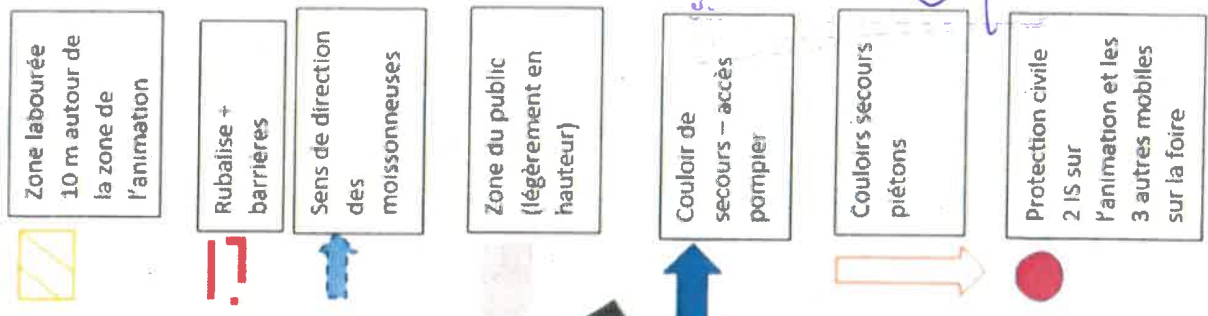 Zone labourée
10 m autour de
la zone de
l'animation
Rubalise +
barrières
Sens de direction
des
moissonneuses
Zone du public
(légèrement en
hauteur)
Couloir de
secours – accès
pompier
Couloirs secours
piétons
Protection civile
2 IS sur
l'animation et les
3 autres mobiles
sur la foire